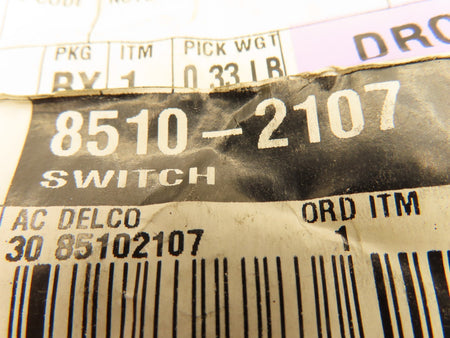 CODE
PKG ITM PICK WGT
BX 1 0.33 LB
8510-2107
SWITCH
AC DELCO ORD ITM
30 85102107 1